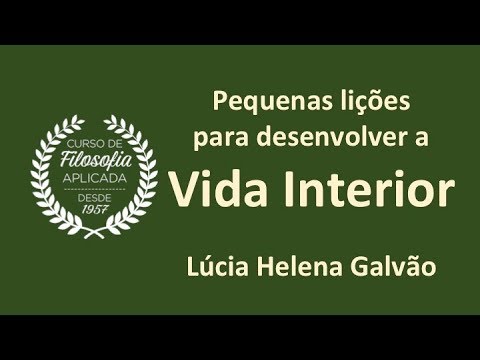 CURSO DE
Filosofia
APLICADA
DESDE
1957
Pequenas lições
para desenvolver a
Vida Interior
Lúcia Helena Galvão